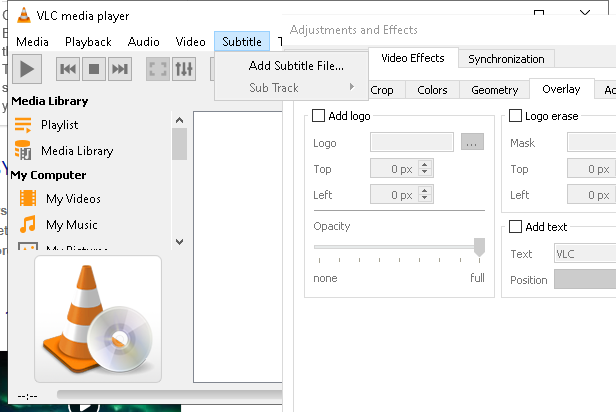 VLC media player
Adjustments and Effects
Media Playback Audio Video Subtitle T
Video Effects Synchronization
Add Subtitle File...
Sub Track
Crop Colors Geometry Overlay
Media Library
Playlist
Media Library
My Computer
My Videos
My Music
My Pictures
Add logo
Logo ...
Top 0 px
Left 0 px
Opacity
none full
Logo erase
Mask
Top 0 px
Left 0 px
Add text
Text VLC
Position
--:--